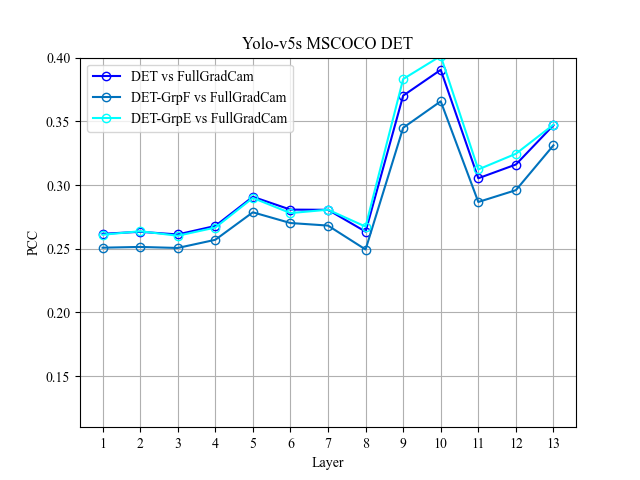 Yolo-v5s MSCOCO DET
DET vs FullGradCam
DET-GrpF vs FullGradCam
DET-GrpE vs FullGradCam
0.40
0.35
0.30
0.25
0.20
0.15
PCC
1 2 3 4 5 6 7 8 9 10 11 12 13
Layer